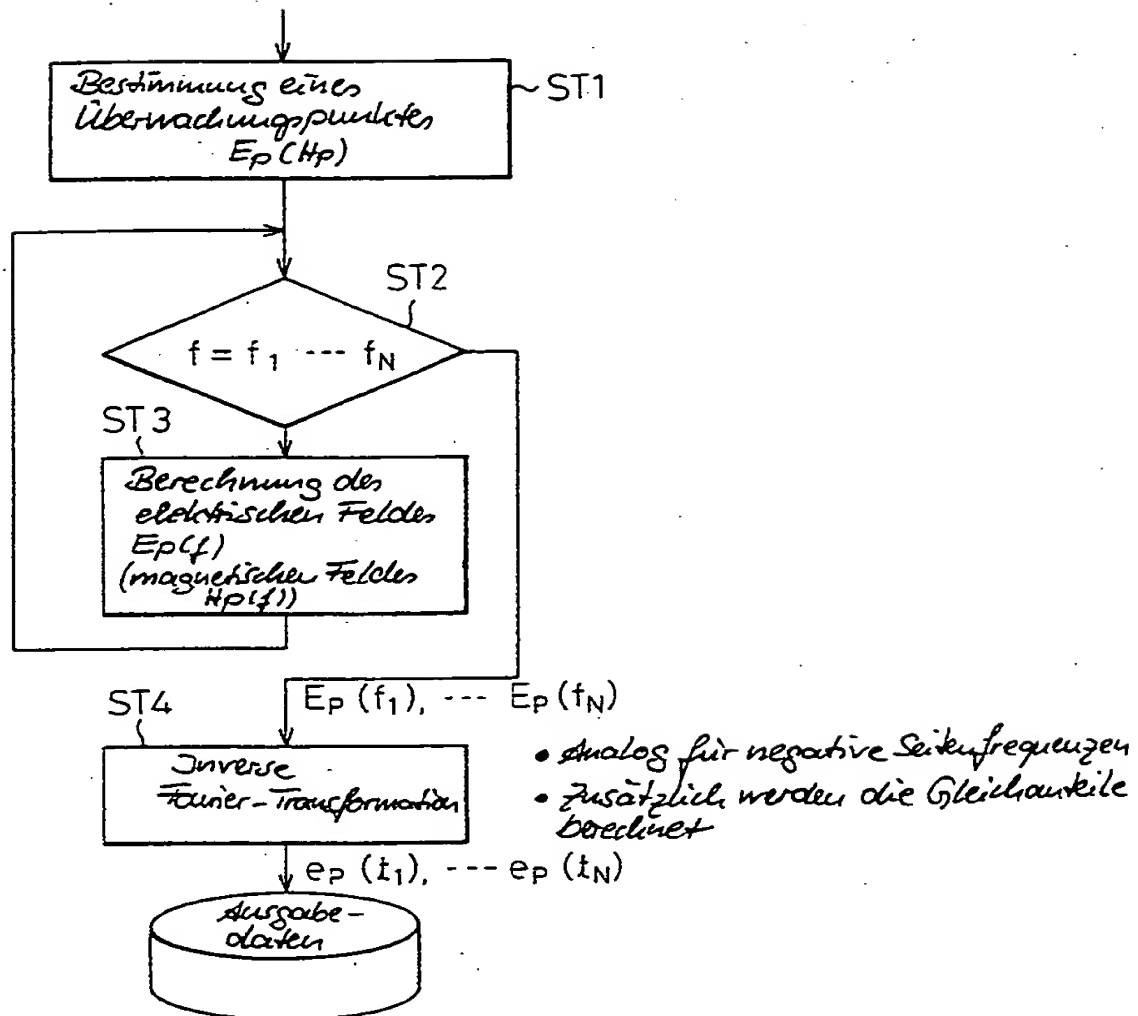 Bestimmung eines
Überwachungspunktes
Ep (Hp)
ST1
ST2
f = f1 --- fN
ST3
Berechnung des
elektrischen Feldes
Ep(f)
(magnetischen Feldes
Hp(f))
Ep (f1), --- Ep (fN)
ST4
Inverse
Fourier-Transformation
• Analog für negative Seitenfrequenzen
• Zusätzlich werden die Gleichanteile
berechnet
ep (t1), --- ep (tN)
Ausgabe-
daten